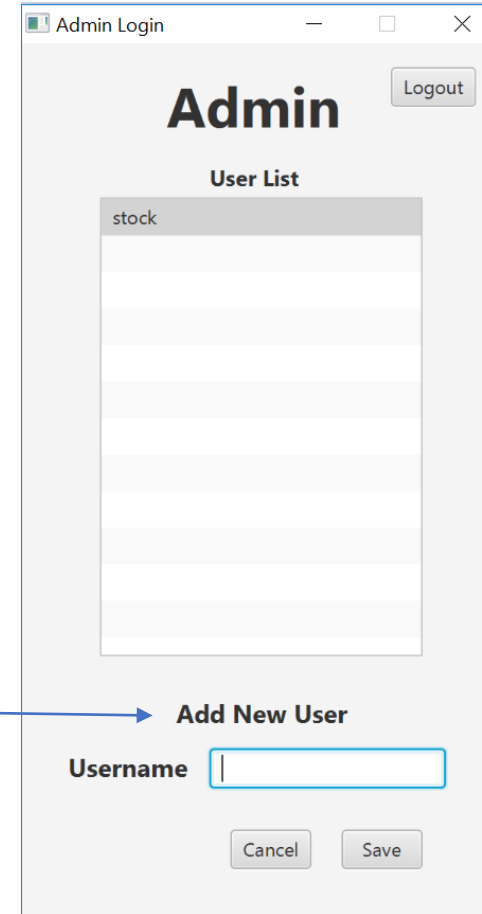 Admin Login
Logout
Admin
User List
stock
Add New User
Username
Cancel Save